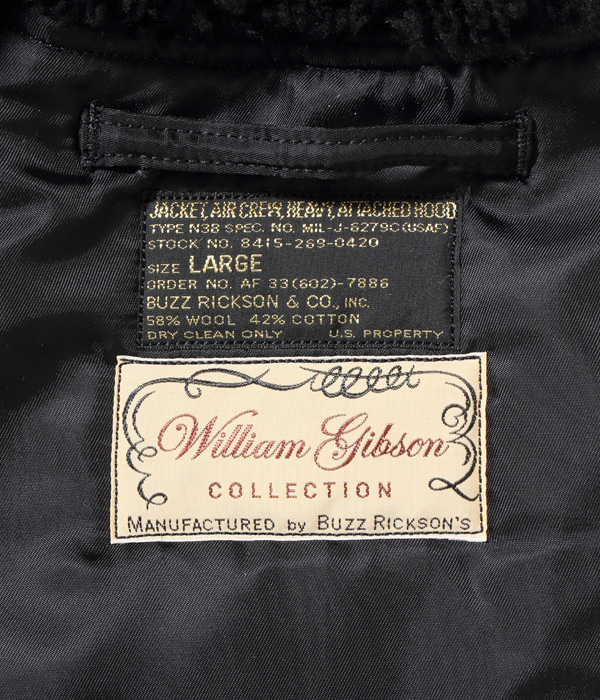 JACKET, AIR CREW, HEAVY, ATTACHED HOOD
TYPE N3B SPEC. NO. MIL-J-6279C(USAF)
STOCK NO. 8415-269-0420
SIZE LARGE
ORDER NO. AF 33(602)-7886
BUZZ RICKSON & CO., INC.
58% WOOL 42% COTTON
DRY CLEAN ONLY U.S. PROPERTY
William Gibson
COLLECTION
MANUFACTURED by BUZZ RICKSON'S